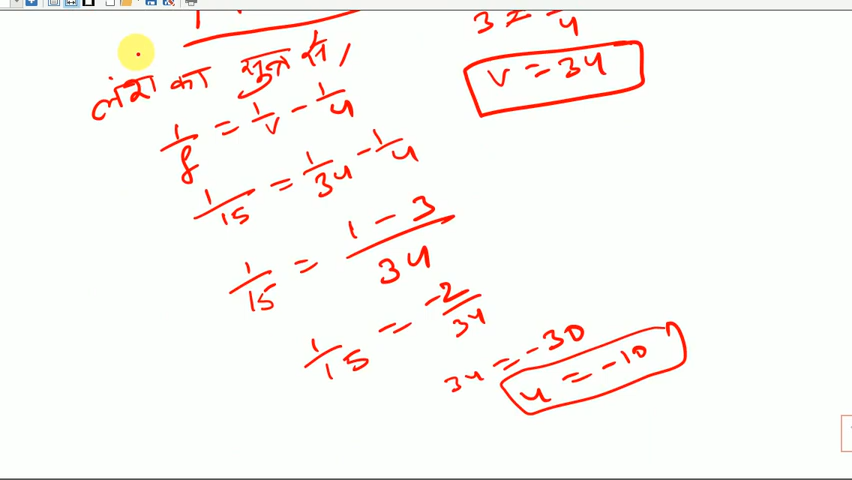 3 = v/u
v = 3u
लेंस का सूत्र से,
1/f = 1/v - 1/u
1/15 = 1/3u - 1/u
1/15 = (1 - 3)/3u
1/15 = -2/3u
3u = -30
u = -10